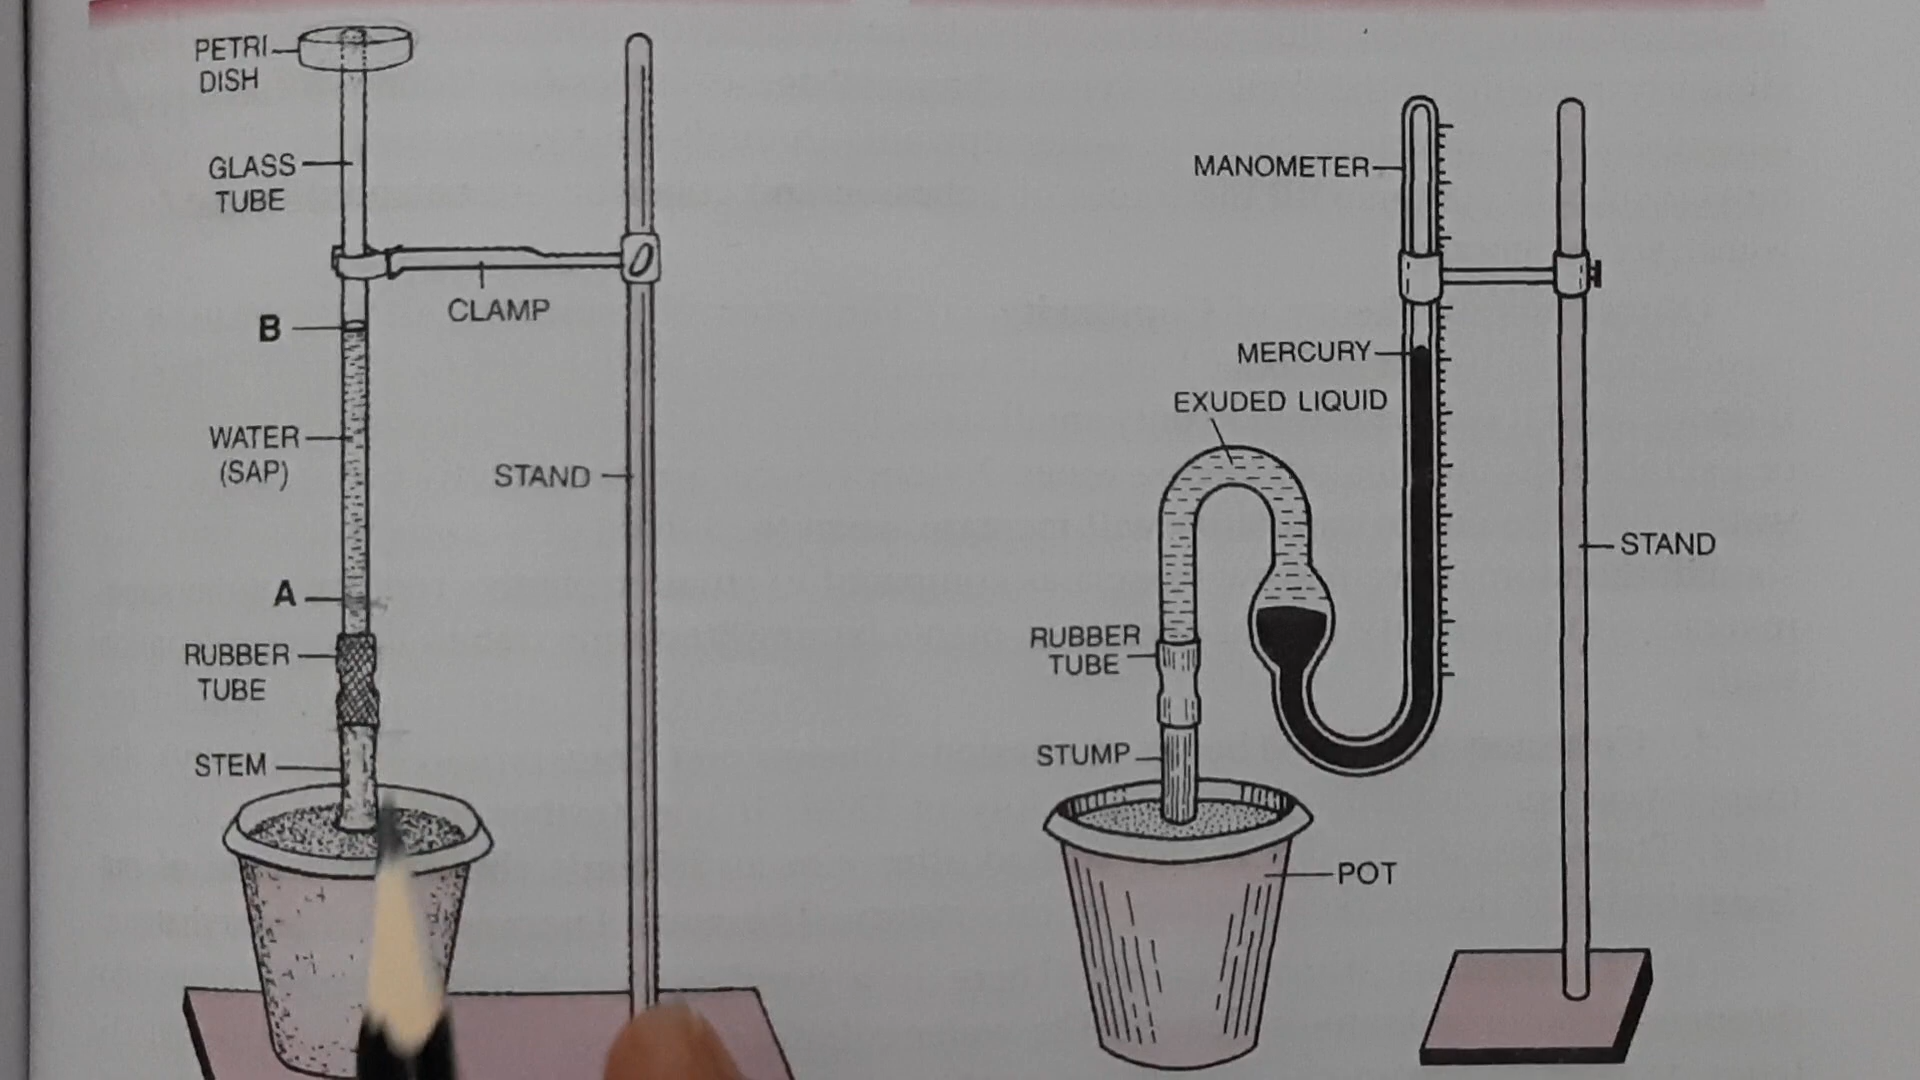 PETRI
DISH
GLASS
TUBE
CLAMP
B
WATER
(SAP)
STAND
A
RUBBER
TUBE
STEM
MANOMETER
MERCURY
EXUDED LIQUID
STAND
RUBBER
TUBE
STUMP
POT